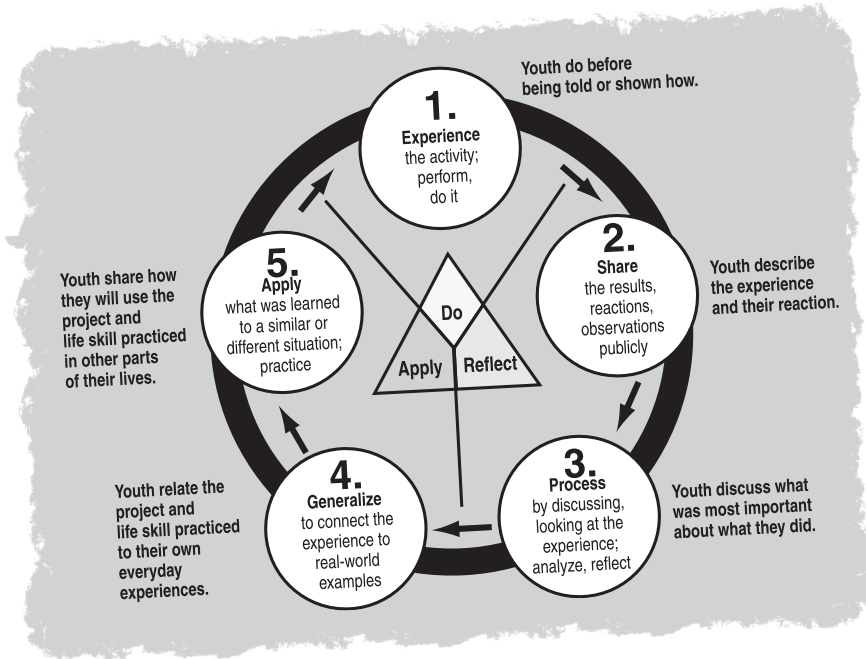 Youth do before
being told or shown how.
1.
Experience
the activity;
perform,
do it
2.
Share
the results,
reactions,
observations
publicly
Youth describe
the experience
and their reaction.
3.
Process
by discussing,
looking at the
experience;
analyze, reflect
Youth discuss what
was most important
about what they did.
4.
Generalize
to connect the
experience to
real-world
examples
Youth relate the
project and
life skill practiced
to their own
everyday
experiences.
5.
Apply
what was learned
to a similar or
different situation;
practice
Youth share how
they will use the
project and
life skill practiced
in other parts
of their lives.
Do
Apply
Reflect